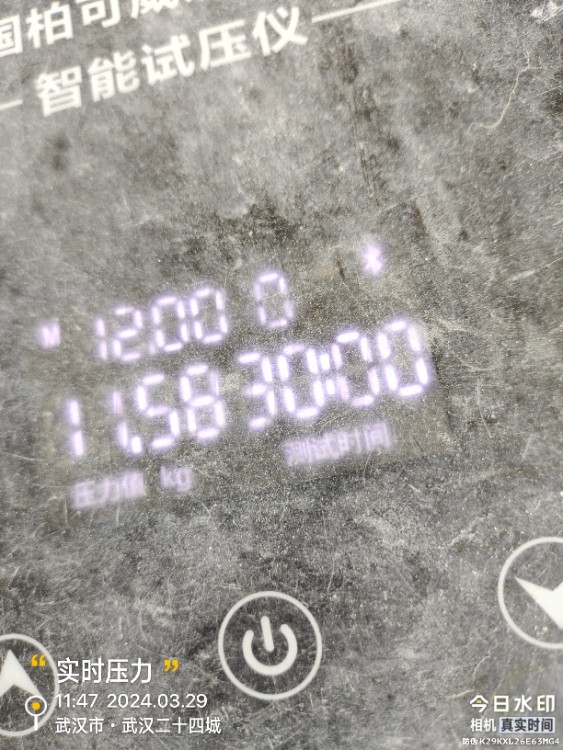 国柏可威
智能试压仪
M 12.00 0
11.58 30:00
压力值 kg 测试时间
“ 实时压力 ”
11:47 2024.03.29
武汉市·武汉二十四城
今日水印
相机 真实时间
防伪 K29KXL26E63MG4